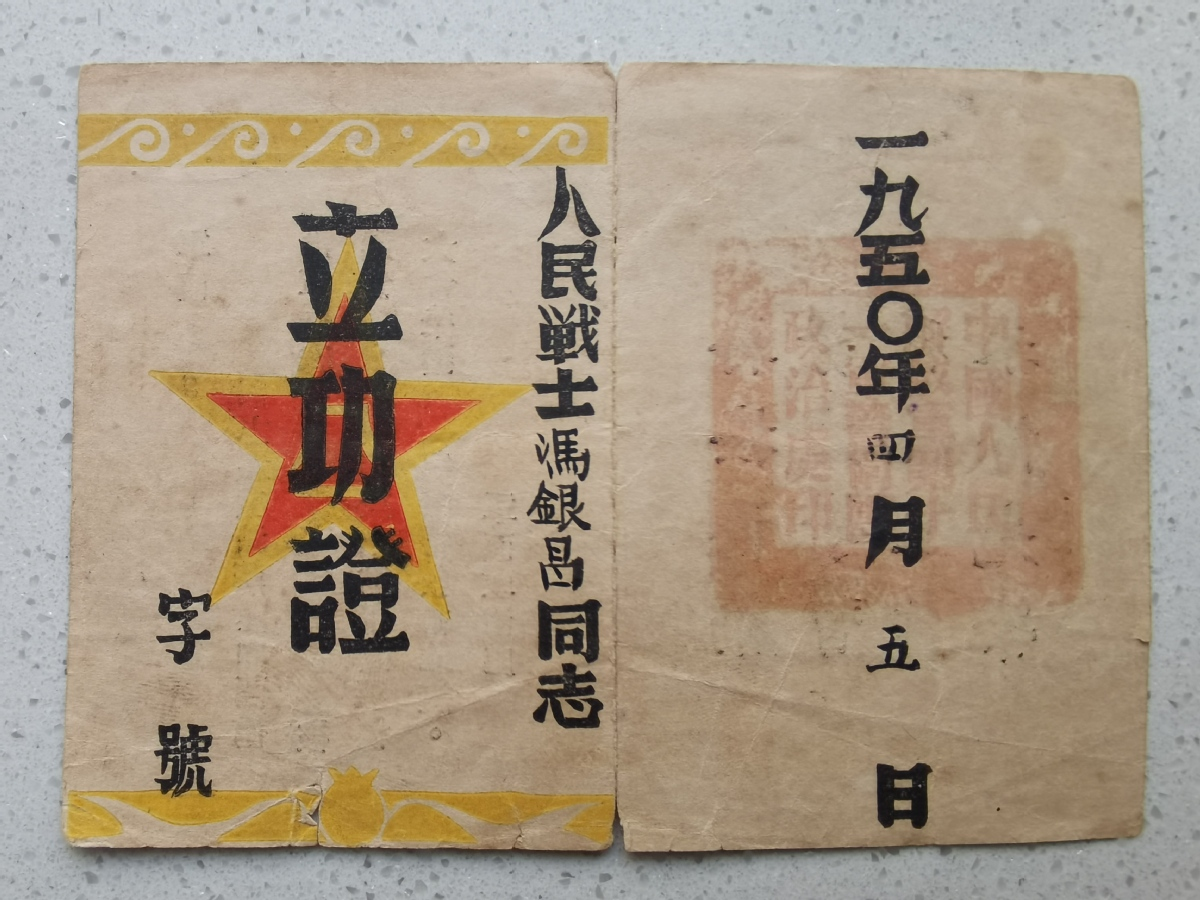 人民戦士馮銀昌同志
立功證
字 號
一九五〇年四月五日